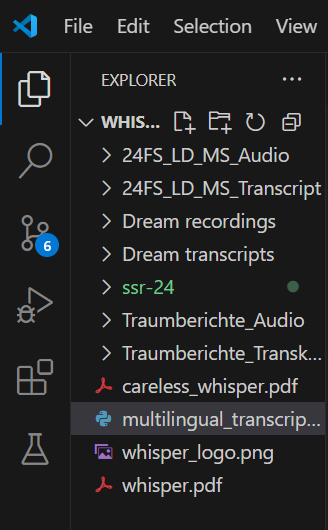 File Edit Selection View
EXPLORER ...
WHIS...
24FS_LD_MS_Audio
24FS_LD_MS_Transcript
Dream recordings
Dream transcripts
6
ssr-24
Traumberichte_Audio
Traumberichte_Transk...
careless_whisper.pdf
multilingual_transcrip...
whisper_logo.png
whisper.pdf